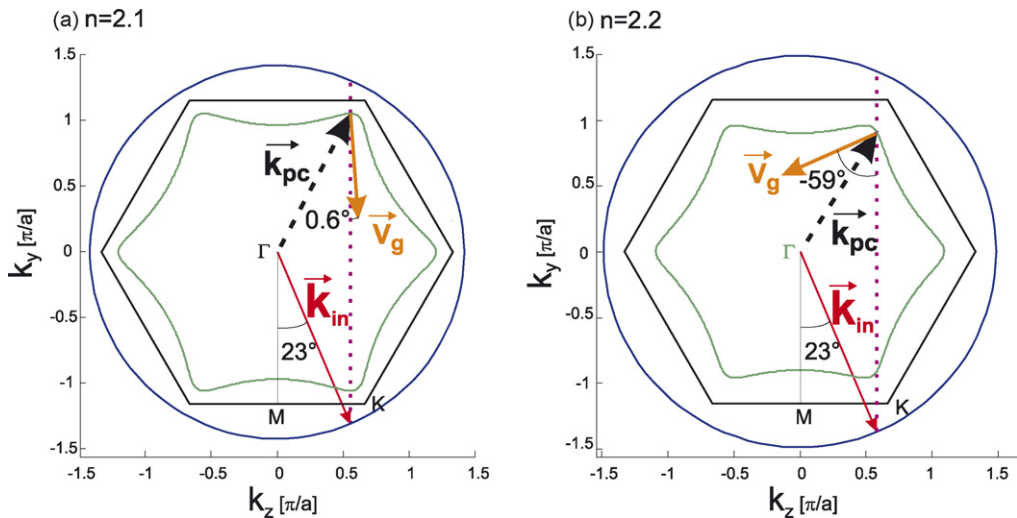 (a) n=2.1
1.5
1
0.5
0
-0.5
-1
-1.5
k_y [π/a]
k_pc
0.6°
V_g
Γ
k_in
23°
M
K
-1.5 -1 -0.5 0 0.5 1 1.5
k_z [π/a]
(b) n=2.2
1.5
1
0.5
0
-0.5
-1
-1.5
k_y [π/a]
V_g
-59°
k_pc
Γ
k_in
23°
M
K
-1.5 -1 -0.5 0 0.5 1 1.5
k_z [π/a]